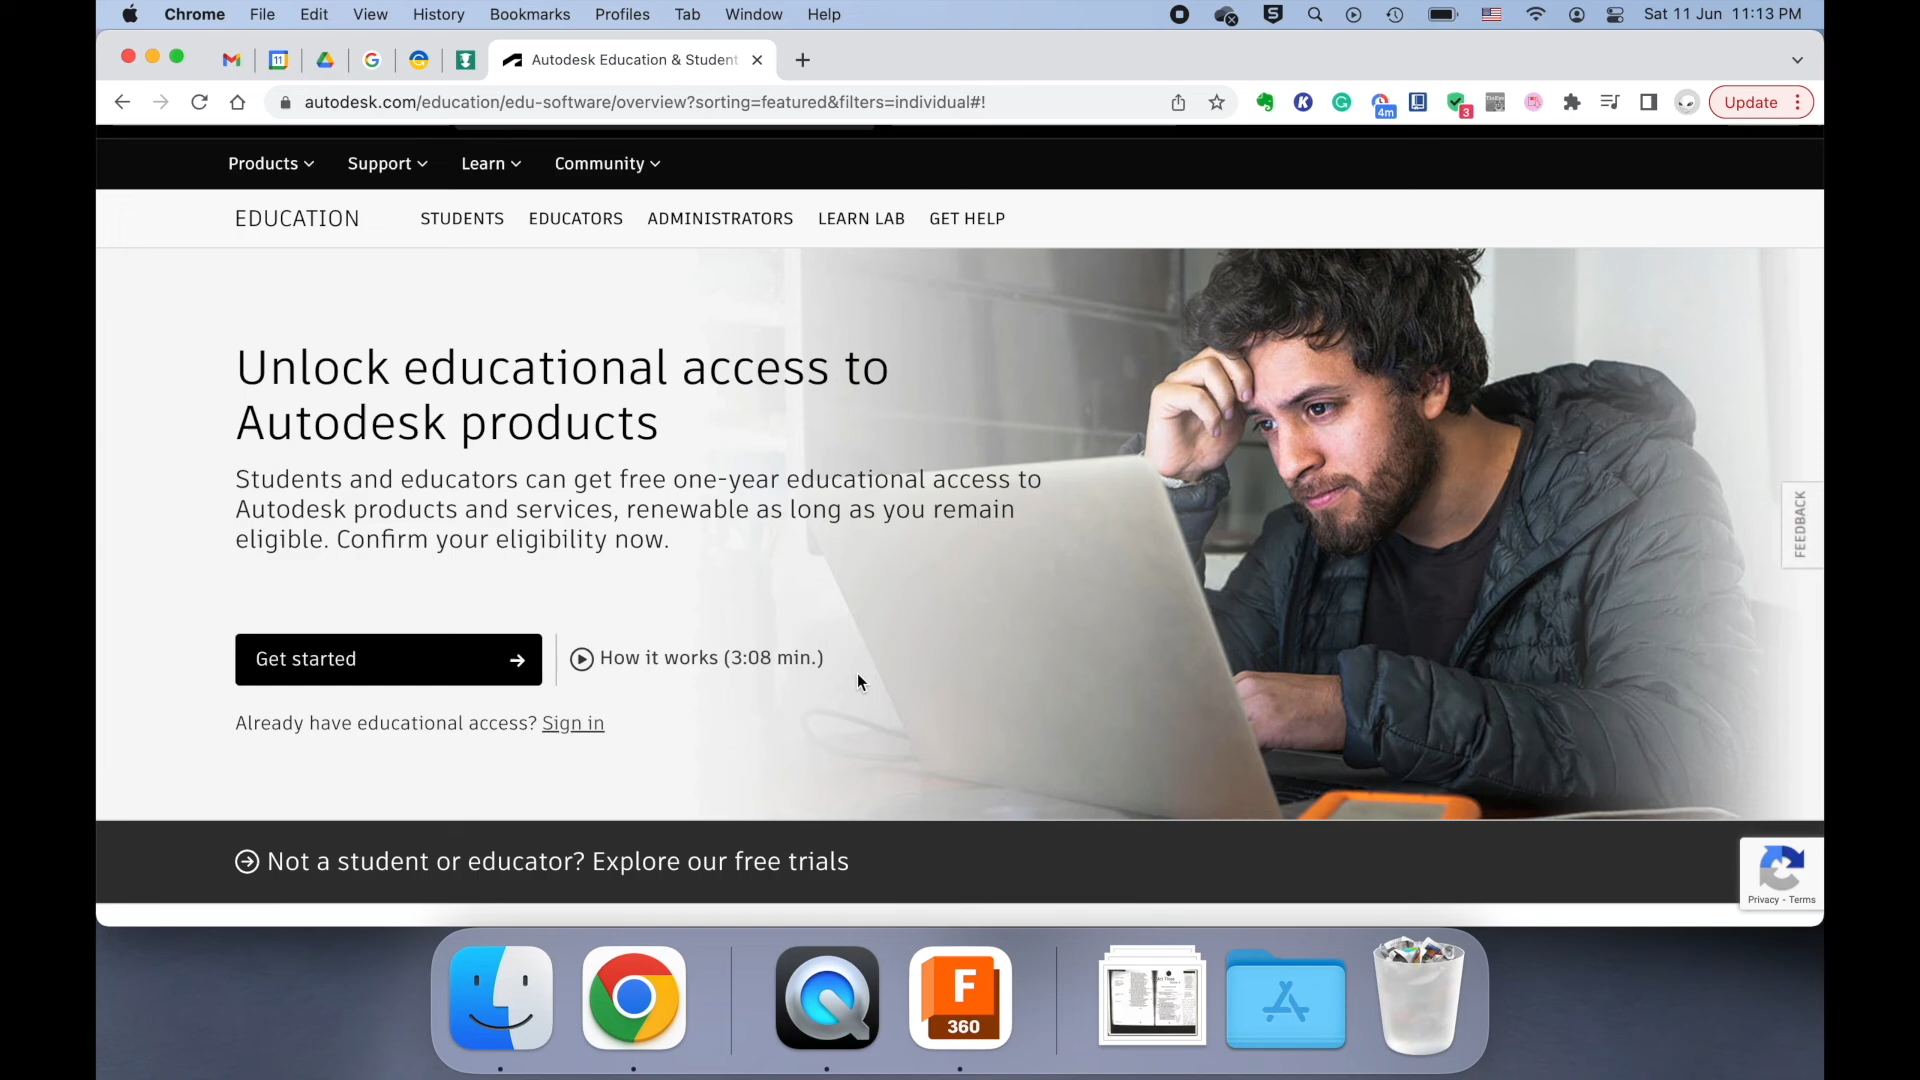 Chrome File Edit View History Bookmarks Profiles Tab Window Help Sat 11 Jun 11:13 PM
11 Autodesk Education & Student
autodesk.com/education/edu-software/overview?sorting=featured&filters=individual#! 4m 3 Update
Products Support Learn Community
EDUCATION STUDENTS EDUCATORS ADMINISTRATORS LEARN LAB GET HELP
Unlock educational access to
Autodesk products
Students and educators can get free one-year educational access to
Autodesk products and services, renewable as long as you remain
eligible. Confirm your eligibility now.
FEEDBACK
Get started How it works (3:08 min.)
Already have educational access? Sign in
Not a student or educator? Explore our free trials
Privacy - Terms
F
360